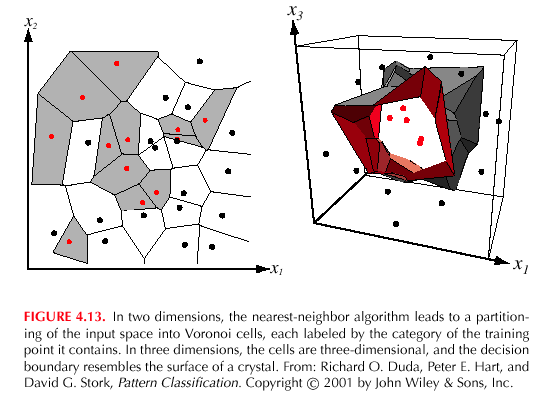 x2
x3
x1
x1
FIGURE 4.13. In two dimensions, the nearest-neighbor algorithm leads to a partition-
ing of the input space into Voronoi cells, each labeled by the category of the training
point it contains. In three dimensions, the cells are three-dimensional, and the decision
boundary resembles the surface of a crystal. From: Richard O. Duda, Peter E. Hart, and
David G. Stork, Pattern Classification. Copyright © 2001 by John Wiley & Sons, Inc.